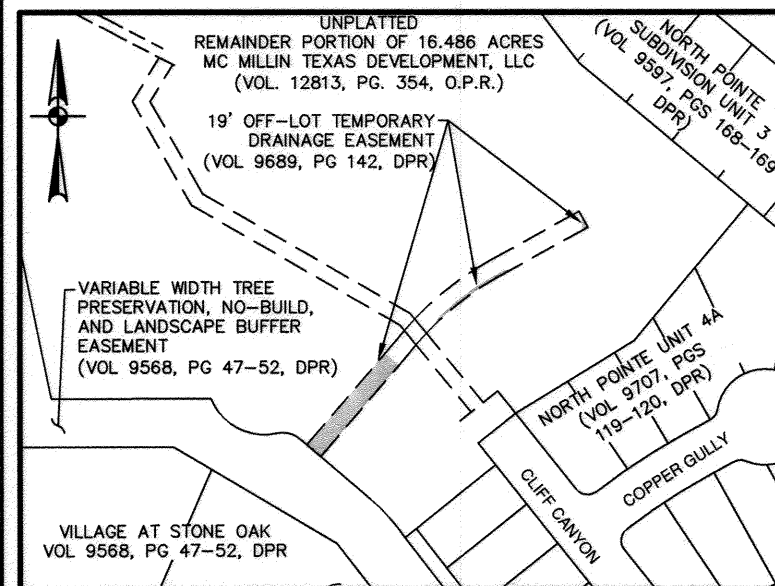 UNPLATTED
REMAINDER PORTION OF 16.486 ACRES
MC MILLIN TEXAS DEVELOPMENT, LLC
(VOL. 12813, PG. 354, O.P.R.)
19' OFF-LOT TEMPORARY
DRAINAGE EASEMENT
(VOL 9689, PG 142, DPR)
NORTH POINTE
SUBDIVISION UNIT 3
(VOL 9597, PGS 168-169
DPR)
VARIABLE WIDTH TREE
PRESERVATION, NO-BUILD,
AND LANDSCAPE BUFFER
EASEMENT
(VOL 9568, PG 47-52, DPR)
NORTH POINTE UNIT 4A
(VOL 9707, PGS
119-120, DPR)
COPPER GULLY
CLIFF CANYON
VILLAGE AT STONE OAK
VOL 9568, PG 47-52, DPR